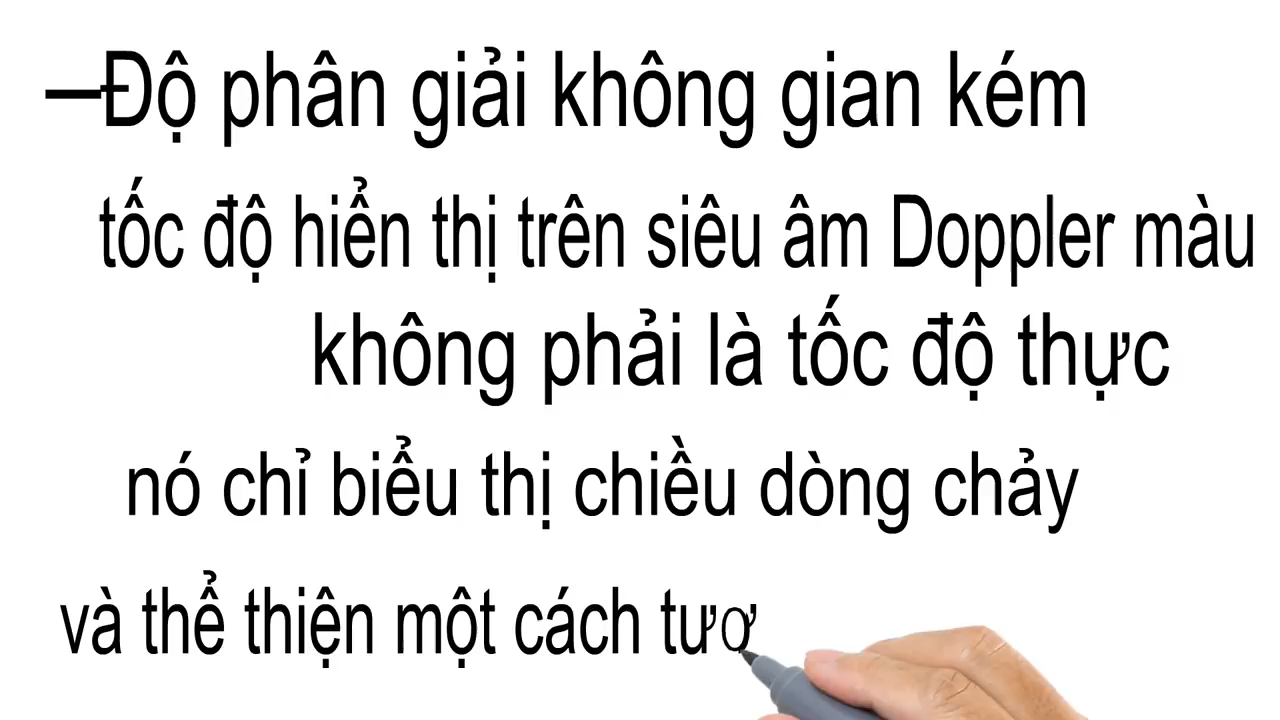 –Độ phân giải không gian kém
tốc độ hiển thị trên siêu âm Doppler màu
không phải là tốc độ thực
nó chỉ biểu thị chiều dòng chảy
và thể thiện một cách tươ